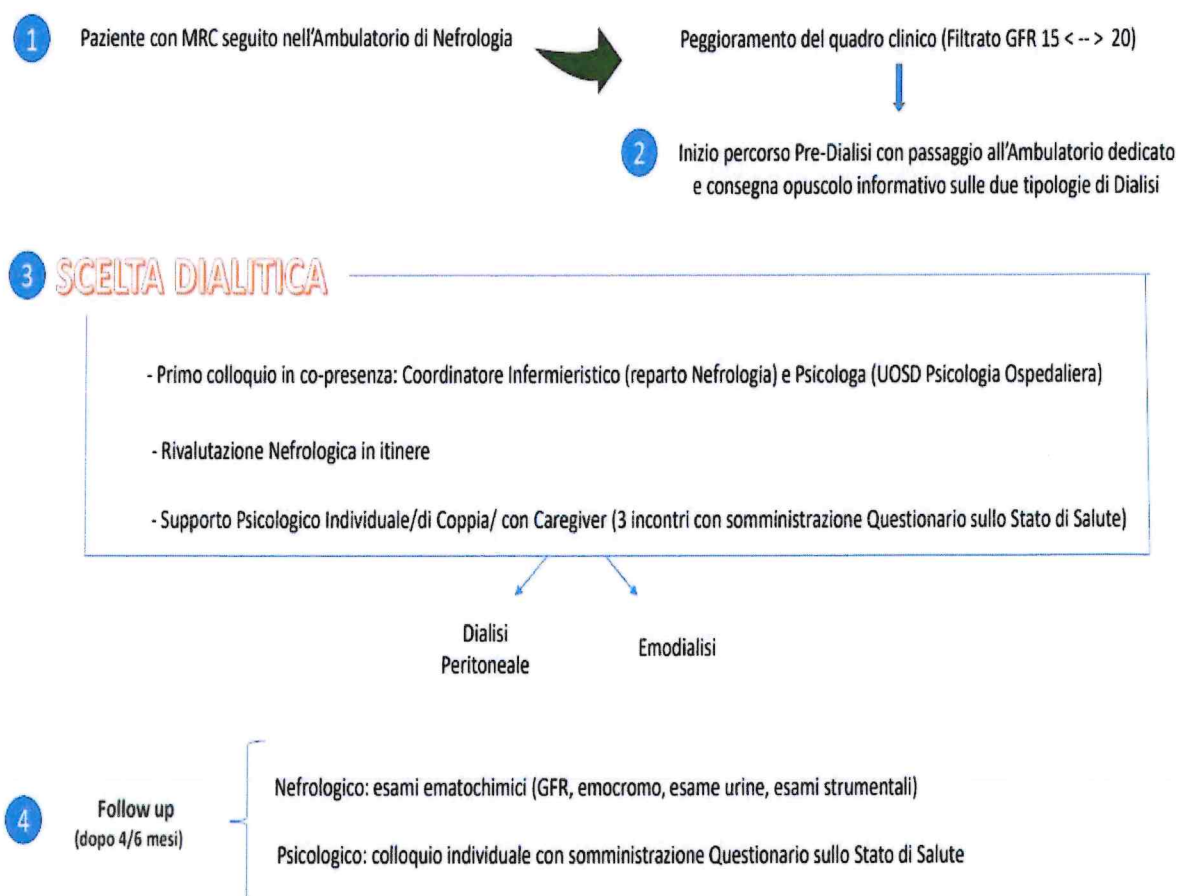 1 Paziente con MRC seguito nell'Ambulatorio di Nefrologia
Peggioramento del quadro clinico (Filtrato GFR 15 < -- > 20)
2 Inizio percorso Pre-Dialisi con passaggio all'Ambulatorio dedicato
e consegna opuscolo informativo sulle due tipologie di Dialisi
3 SCELTA DIALITICA
- Primo colloquio in co-presenza: Coordinatore Infermieristico (reparto Nefrologia) e Psicologa (UOSD Psicologia Ospedaliera)
- Rivalutazione Nefrologica in itinere
- Supporto Psicologico Individuale/di Coppia/ con Caregiver (3 incontri con somministrazione Questionario sullo Stato di Salute)
Dialisi
Peritoneale
Emodialisi
4 Follow up
(dopo 4/6 mesi)
Nefrologico: esami ematochimici (GFR, emocromo, esame urine, esami strumentali)
Psicologico: colloquio individuale con somministrazione Questionario sullo Stato di Salute